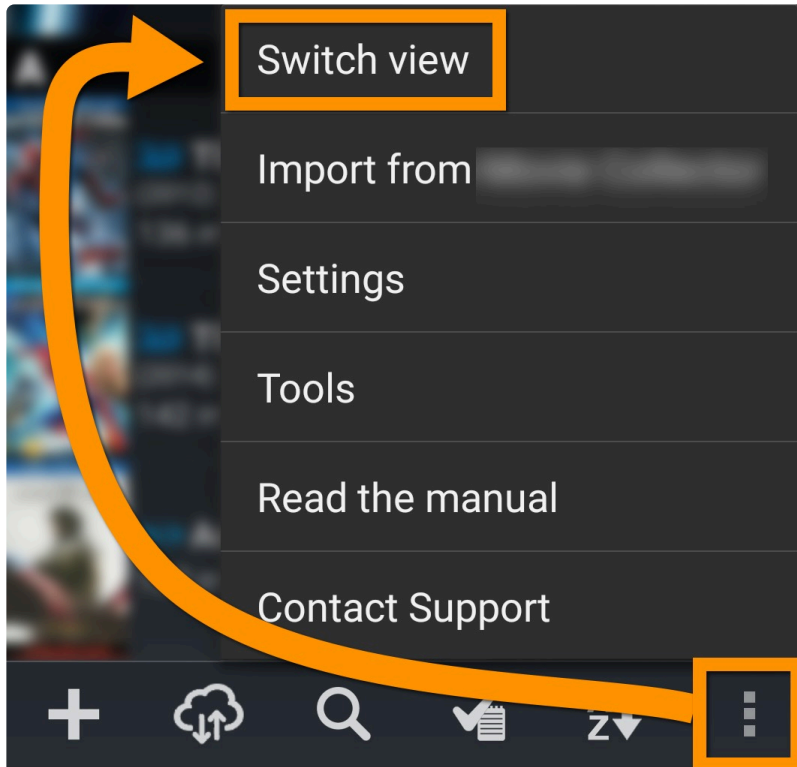 Switch view
Import from
Settings
Tools
Read the manual
Contact Support